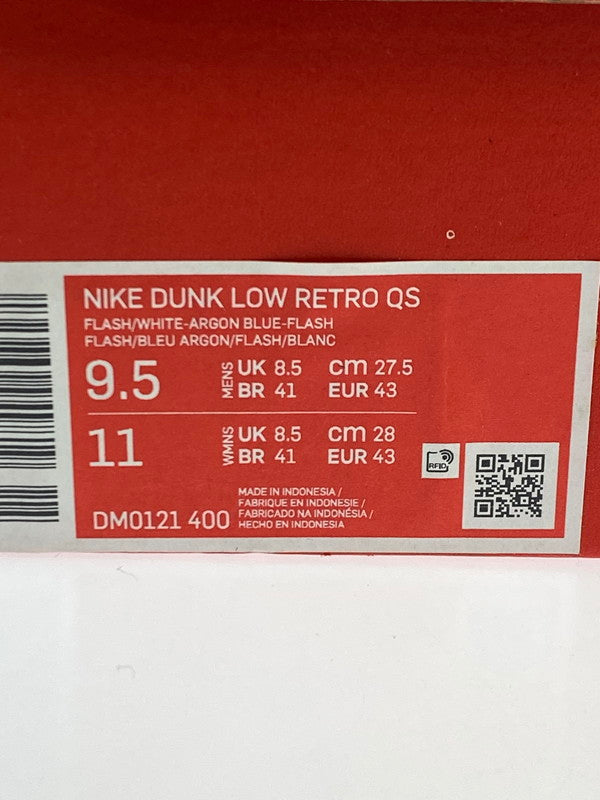 NIKE DUNK LOW RETRO QS
FLASH/WHITE-ARGON BLUE-FLASH
FLASH/BLEU ARGON/FLASH/BLANC
9.5 MENS UK 8.5 cm 27.5
BR 41 EUR 43
11 WMNS UK 8.5 cm 28
BR 41 EUR 43
RFID
DM0121 400
MADE IN INDONESIA /
FABRIQUE EN INDONESIE /
FABRICADO NA INDONÉSIA /
HECHO EN INDONESIA